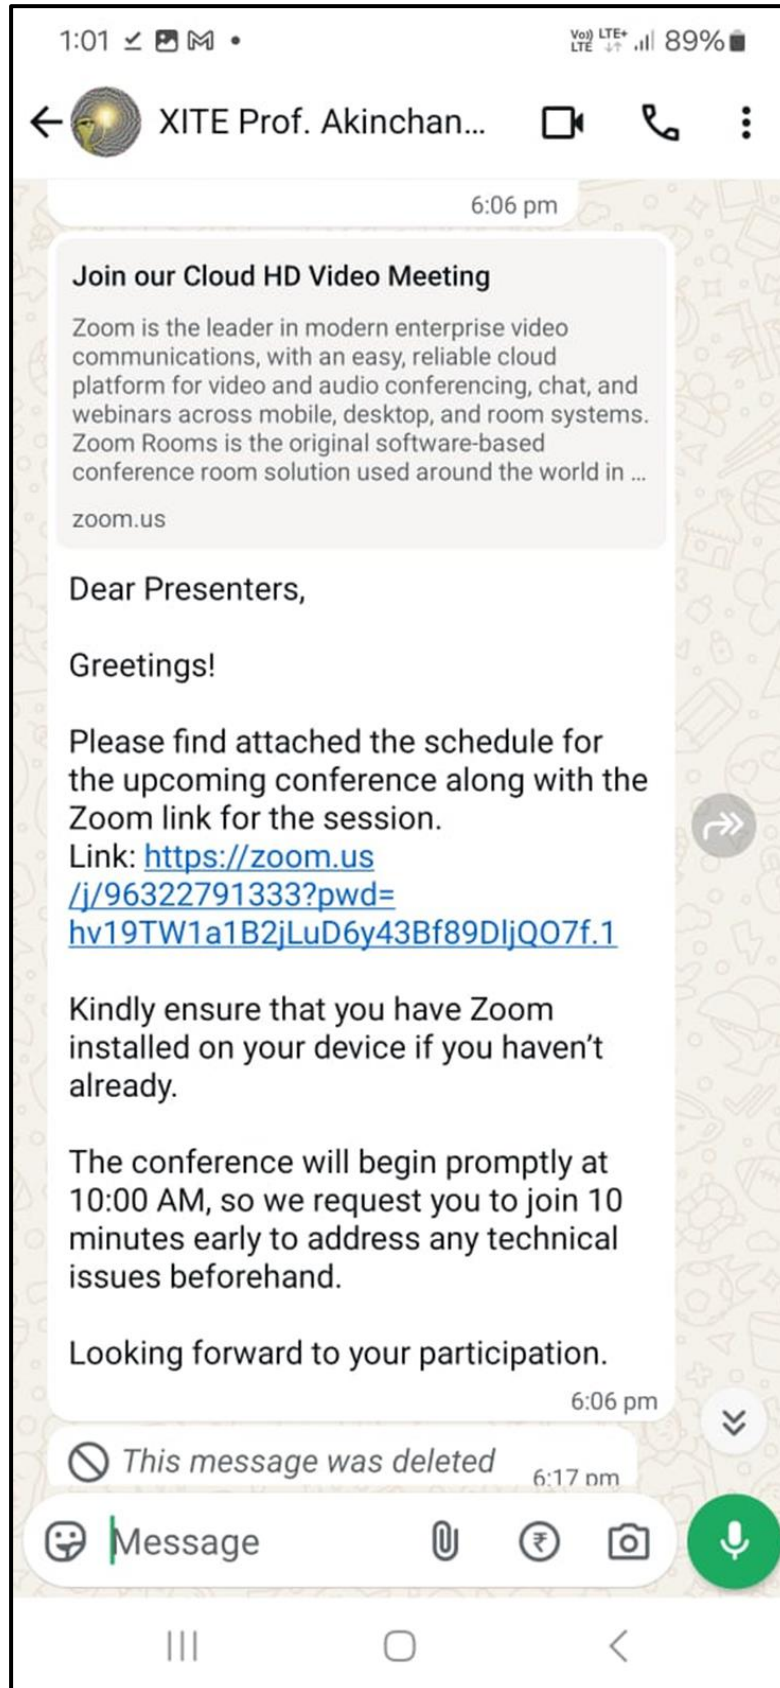 1:01
Vo)) LTE+
LTE
89%
XITE Prof. Akinchan...
6:06 pm
Join our Cloud HD Video Meeting
Zoom is the leader in modern enterprise video
communications, with an easy, reliable cloud
platform for video and audio conferencing, chat, and
webinars across mobile, desktop, and room systems.
Zoom Rooms is the original software-based
conference room solution used around the world in ...
zoom.us
Dear Presenters,
Greetings!
Please find attached the schedule for
the upcoming conference along with the
Zoom link for the session.
Link: https://zoom.us
/j/96322791333?pwd=
hv19TW1a1B2jLuD6y43Bf89DljQO7f.1
Kindly ensure that you have Zoom
installed on your device if you haven’t
already.
The conference will begin promptly at
10:00 AM, so we request you to join 10
minutes early to address any technical
issues beforehand.
Looking forward to your participation.
6:06 pm
This message was deleted
6:17 pm
Message